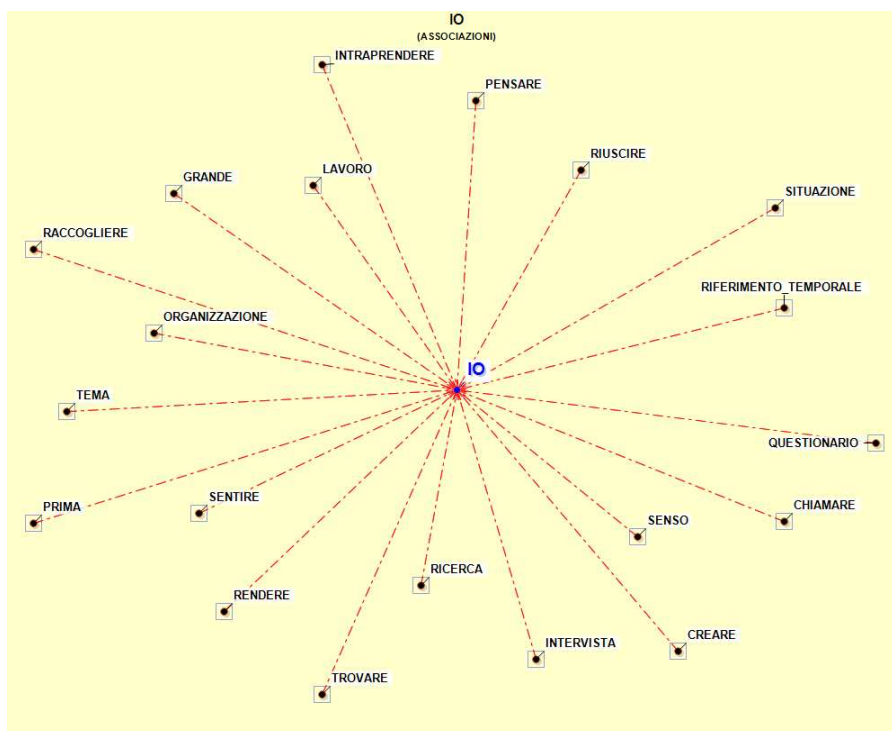 IO
(ASSOCIAZIONI)
INTRAPRENDERE
PENSARE
RIUSCIRE
LAVORO
GRANDE
SITUAZIONE
RACCOGLIERE
RIFERIMENTO_TEMPORALE
ORGANIZZAZIONE
IO
TEMA
QUESTIONARIO
SENTIRE
PRIMA
CHIAMARE
SENSO
RICERCA
RENDERE
CREARE
INTERVISTA
TROVARE